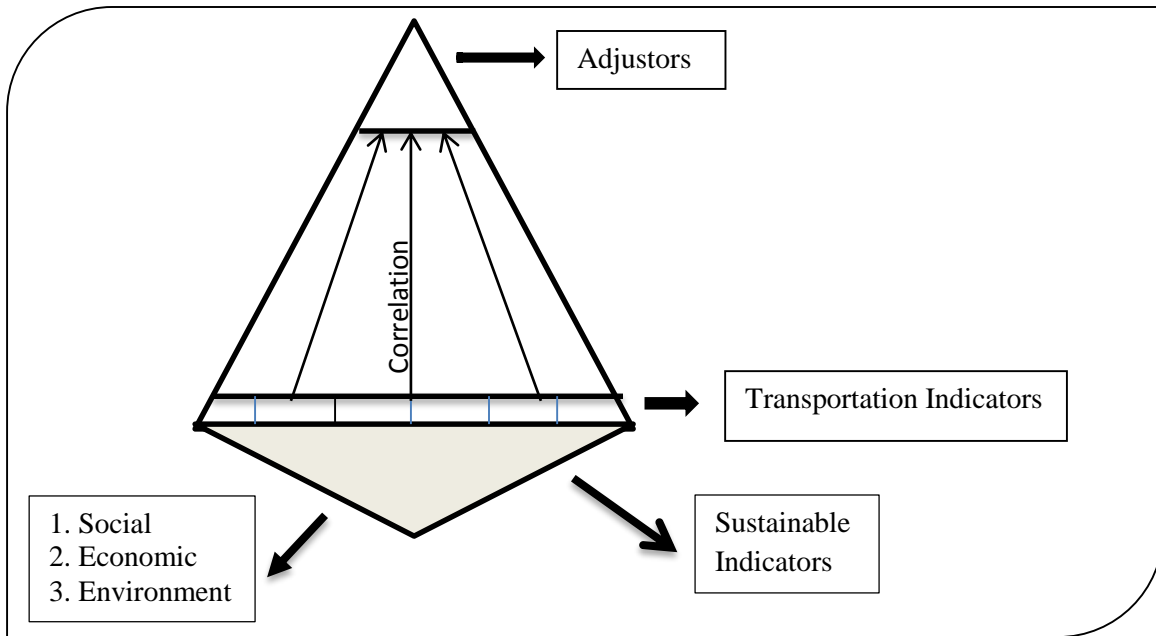 Adjustors
Correlation
Transportation Indicators
1. Social
2. Economic
3. Environment
Sustainable
Indicators